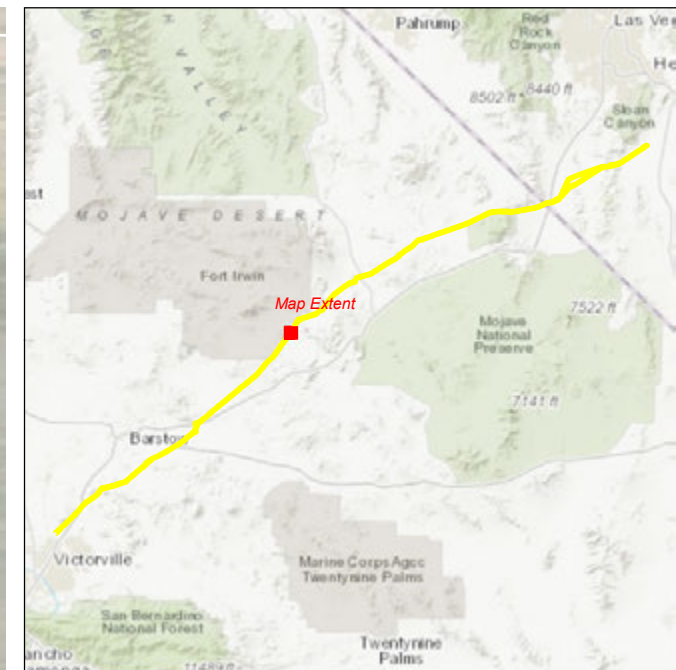 Pahrump
Red
Rock
Canyon
Las Ve
He
8502 ft
8440 ft
Sloan
Canyon
VALLEY
MOJAVE DESERT
Fort Irwin
Map Extent
7522 ft
Mojave
National
Preserve
7141 ft
Barstow
Victorville
Marine Corps Agcc
Twentynine Palms
San Bernardino
National Forest
Twentynine
Palms
ancho
11489 ft